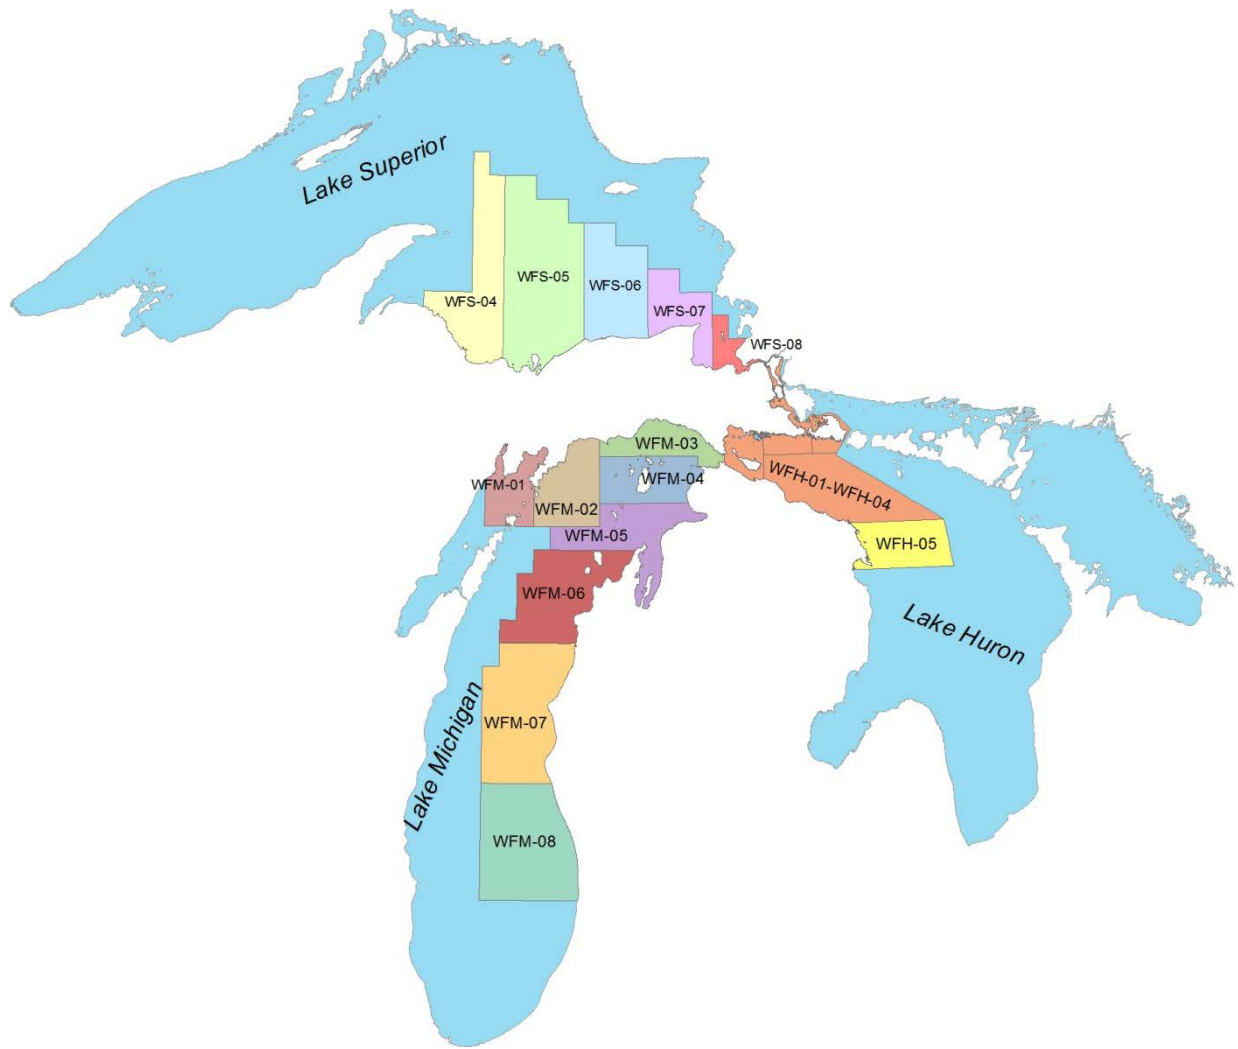 Lake Superior
WFS-04
WFS-05
WFS-06
WFS-07
WFS-08
WFM-01
WFM-02
WFM-03
WFM-04
WFM-05
WFM-06
WFM-07
WFM-08
Lake Michigan
WFH-01-WFH-04
WFH-05
Lake Huron